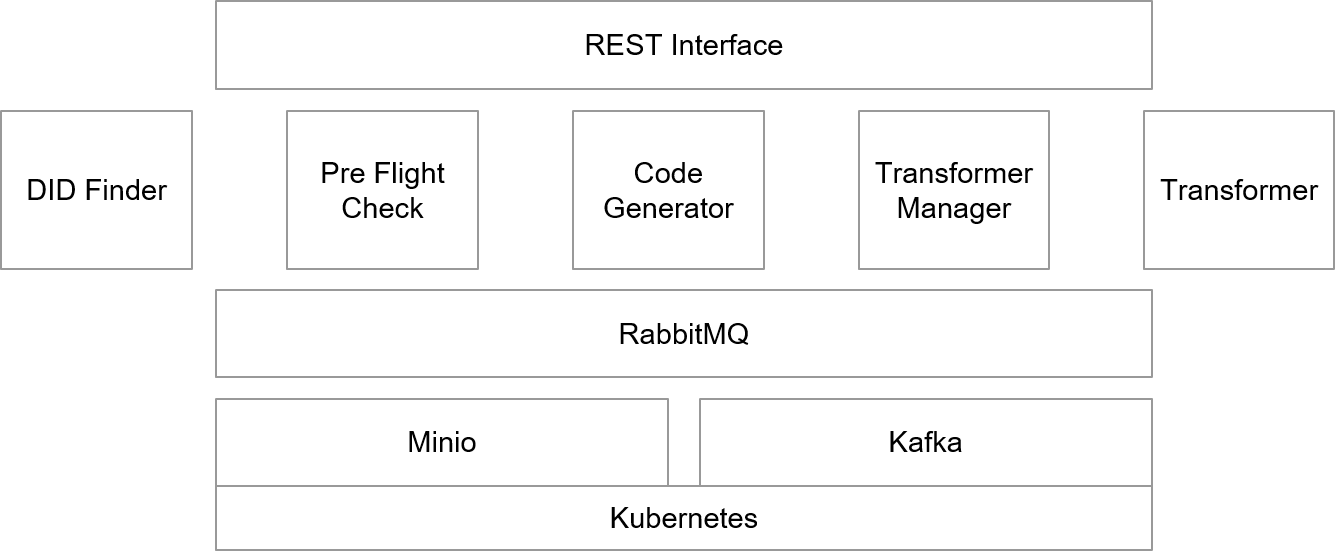 REST Interface
DID Finder
Pre Flight
Check
Code
Generator
Transformer
Manager
Transformer
RabbitMQ
Minio
Kafka
Kubernetes